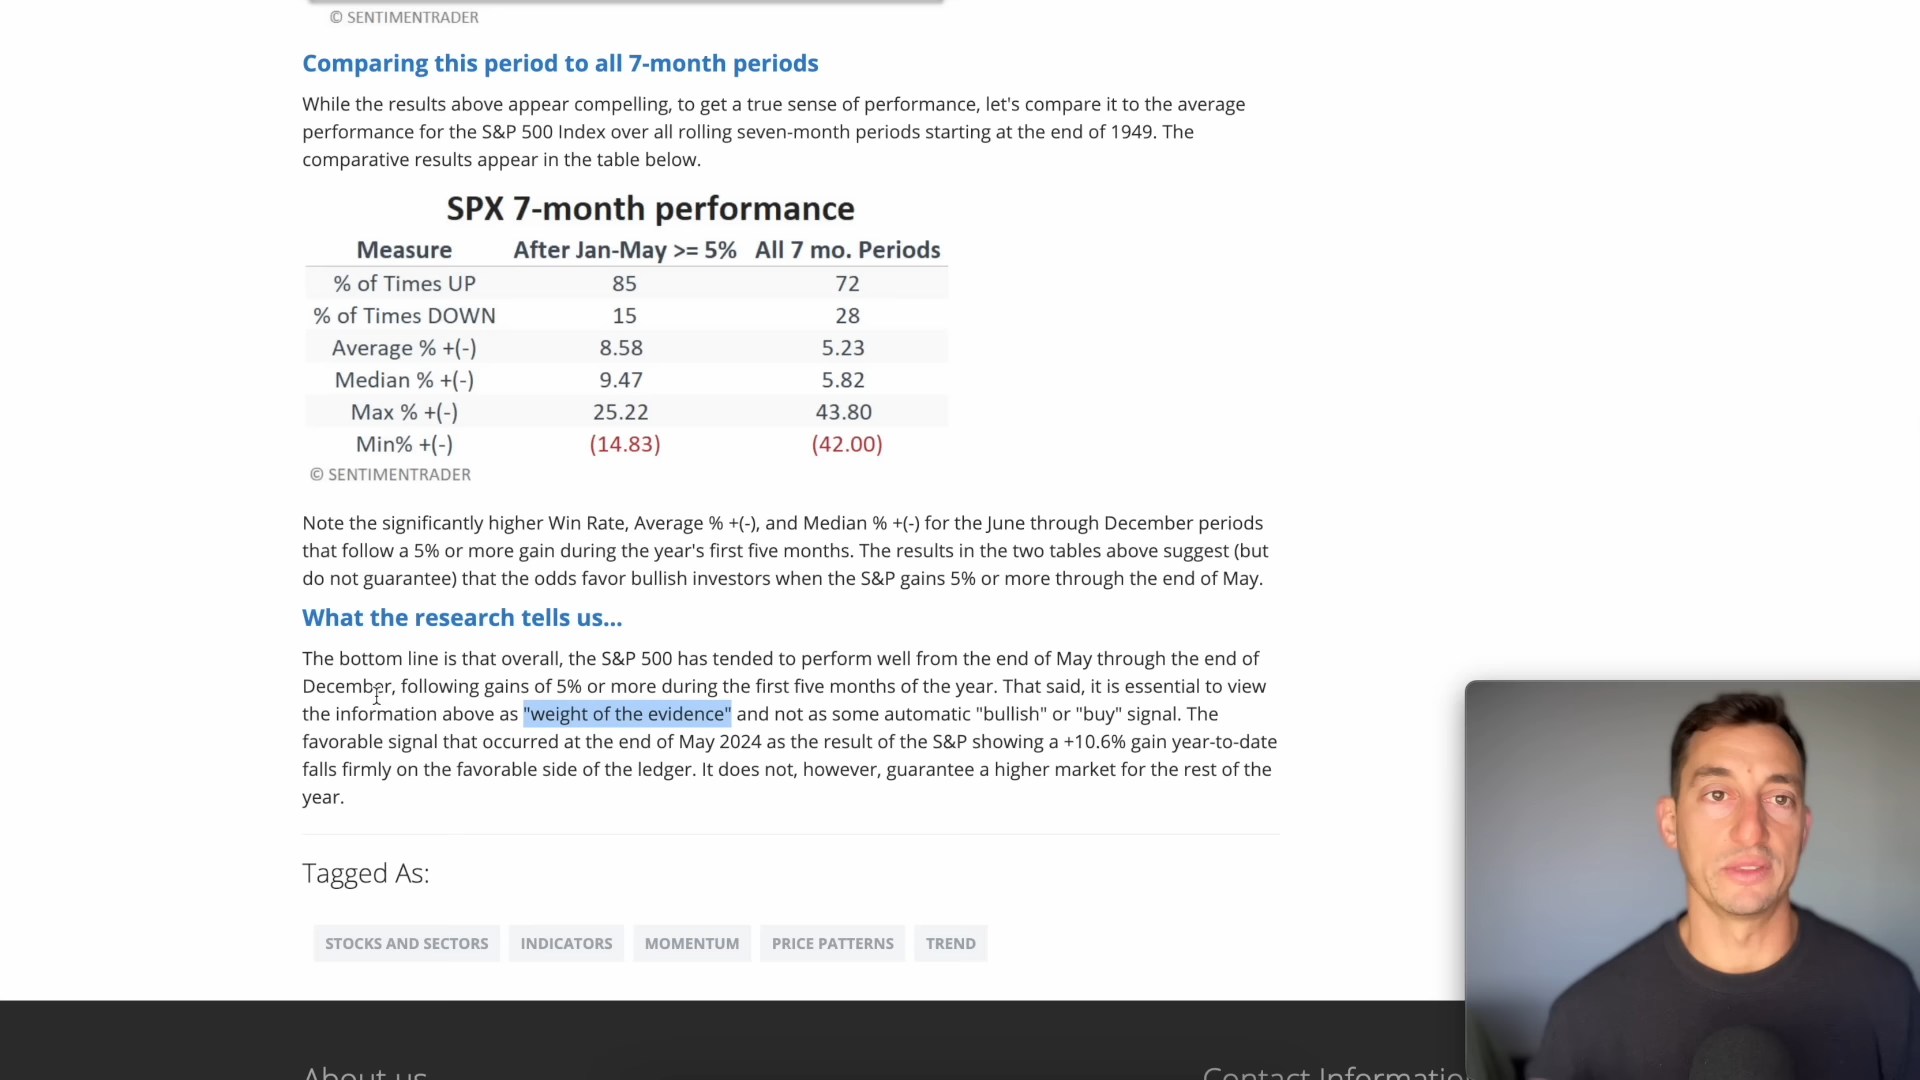 © SENTIMENTRADER
Comparing this period to all 7-month periods
While the results above appear compelling, to get a true sense of performance, let's compare it to the average
performance for the S&P 500 Index over all rolling seven-month periods starting at the end of 1949. The
comparative results appear in the table below.
SPX 7-month performance
Measure After Jan-May >= 5% All 7 mo. Periods
% of Times UP 85 72
% of Times DOWN 15 28
Average % +(-) 8.58 5.23
Median % +(-) 9.47 5.82
Max % +(-) 25.22 43.80
Min% +(-) (14.83) (42.00)
© SENTIMENTRADER
Note the significantly higher Win Rate, Average % +(-), and Median % +(-) for the June through December periods
that follow a 5% or more gain during the year's first five months. The results in the two tables above suggest (but
do not guarantee) that the odds favor bullish investors when the S&P gains 5% or more through the end of May.
What the research tells us...
The bottom line is that overall, the S&P 500 has tended to perform well from the end of May through the end of
December, following gains of 5% or more during the first five months of the year. That said, it is essential to view
the information above as "weight of the evidence" and not as some automatic "bullish" or "buy" signal. The
favorable signal that occurred at the end of May 2024 as the result of the S&P showing a +10.6% gain year-to-date
falls firmly on the favorable side of the ledger. It does not, however, guarantee a higher market for the rest of the
year.
Tagged As:
STOCKS AND SECTORS INDICATORS MOMENTUM PRICE PATTERNS TREND
About us Contact Informatio